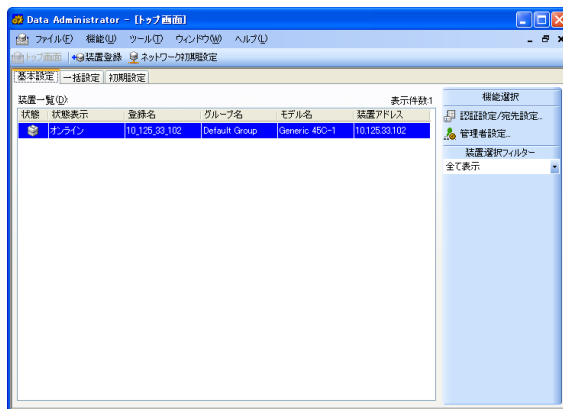 Data Administrator - [トップ画面]
ファイル(F) 機能(U) ツール(T) ウィンドウ(W) ヘルプ(L)
トップ画面 装置登録 ネットワーク初期設定
基本設定 一括設定 初期設定
装置一覧(D): 表示件数:1
状態 状態表示 登録名 グループ名 モデル名 装置アドレス
オンライン 10_125_33_102 Default Group Generic 45C-1 10.125.33.102
機能選択
認証設定/宛先設定...
管理者設定...
装置選択フィルター
全て表示